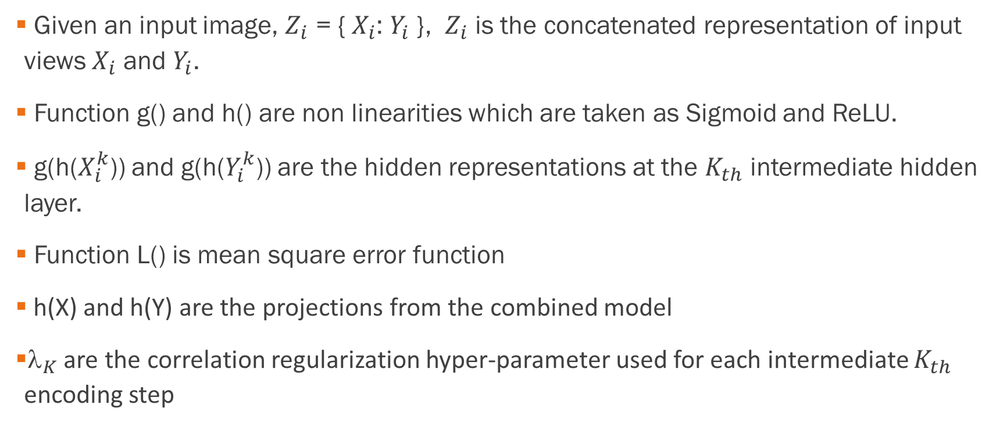 ▪ Given an input image, $Z_i$ = { $X_i$: $Y_i$ }, $Z_i$ is the concatenated representation of input
views $X_i$ and $Y_i$.
▪ Function g() and h() are non linearities which are taken as Sigmoid and ReLU.
▪ g(h($X_i^k$)) and g(h($Y_i^k$)) are the hidden representations at the $K_{th}$ intermediate hidden
layer.
▪ Function L() is mean square error function
▪ h(X) and h(Y) are the projections from the combined model
▪ $λ_K$ are the correlation regularization hyper-parameter used for each intermediate $K_{th}$
encoding step